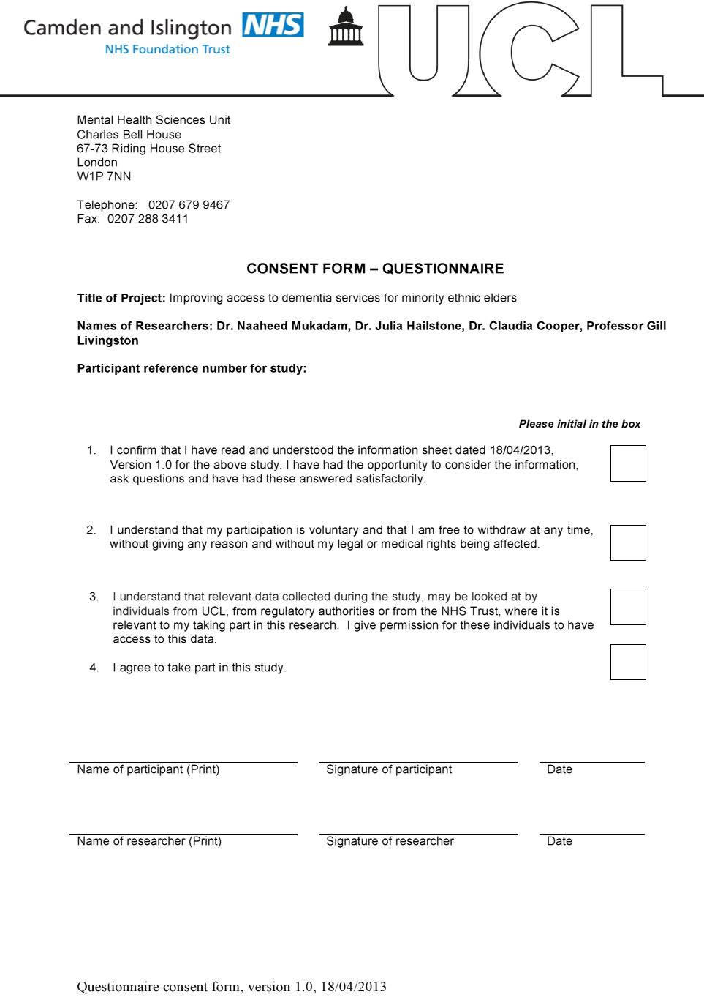 Camden and Islington NHS
NHS Foundation Trust
UCL
Mental Health Sciences Unit
Charles Bell House
67-73 Riding House Street
London
W1P 7NN
Telephone: 0207 679 9467
Fax: 0207 288 3411
CONSENT FORM – QUESTIONNAIRE
Title of Project: Improving access to dementia services for minority ethnic elders
Names of Researchers: Dr. Naaheed Mukadam, Dr. Julia Hailstone, Dr. Claudia Cooper, Professor Gill
Livingston
Participant reference number for study:
Please initial in the box
1. I confirm that I have read and understood the information sheet dated 18/04/2013,
Version 1.0 for the above study. I have had the opportunity to consider the information,
ask questions and have had these answered satisfactorily.
2. I understand that my participation is voluntary and that I am free to withdraw at any time,
without giving any reason and without my legal or medical rights being affected.
3. I understand that relevant data collected during the study, may be looked at by
individuals from UCL, from regulatory authorities or from the NHS Trust, where it is
relevant to my taking part in this research. I give permission for these individuals to have
access to this data.
4. I agree to take part in this study.
Name of participant (Print) Signature of participant Date
Name of researcher (Print) Signature of researcher Date
Questionnaire consent form, version 1.0, 18/04/2013